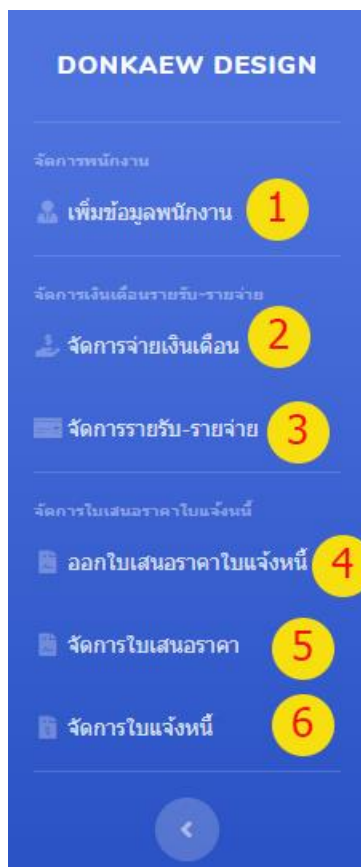 DONKAEW DESIGN
จัดการพนักงาน
เพิ่มข้อมูลพนักงาน 1
จัดการเงินเดือนรายรับ-รายจ่าย
จัดการจ่ายเงินเดือน 2
จัดการรายรับ-รายจ่าย 3
จัดการใบเสนอราคาใบแจ้งหนี้
ออกใบเสนอราคาใบแจ้งหนี้ 4
จัดการใบเสนอราคา 5
จัดการใบแจ้งหนี้ 6